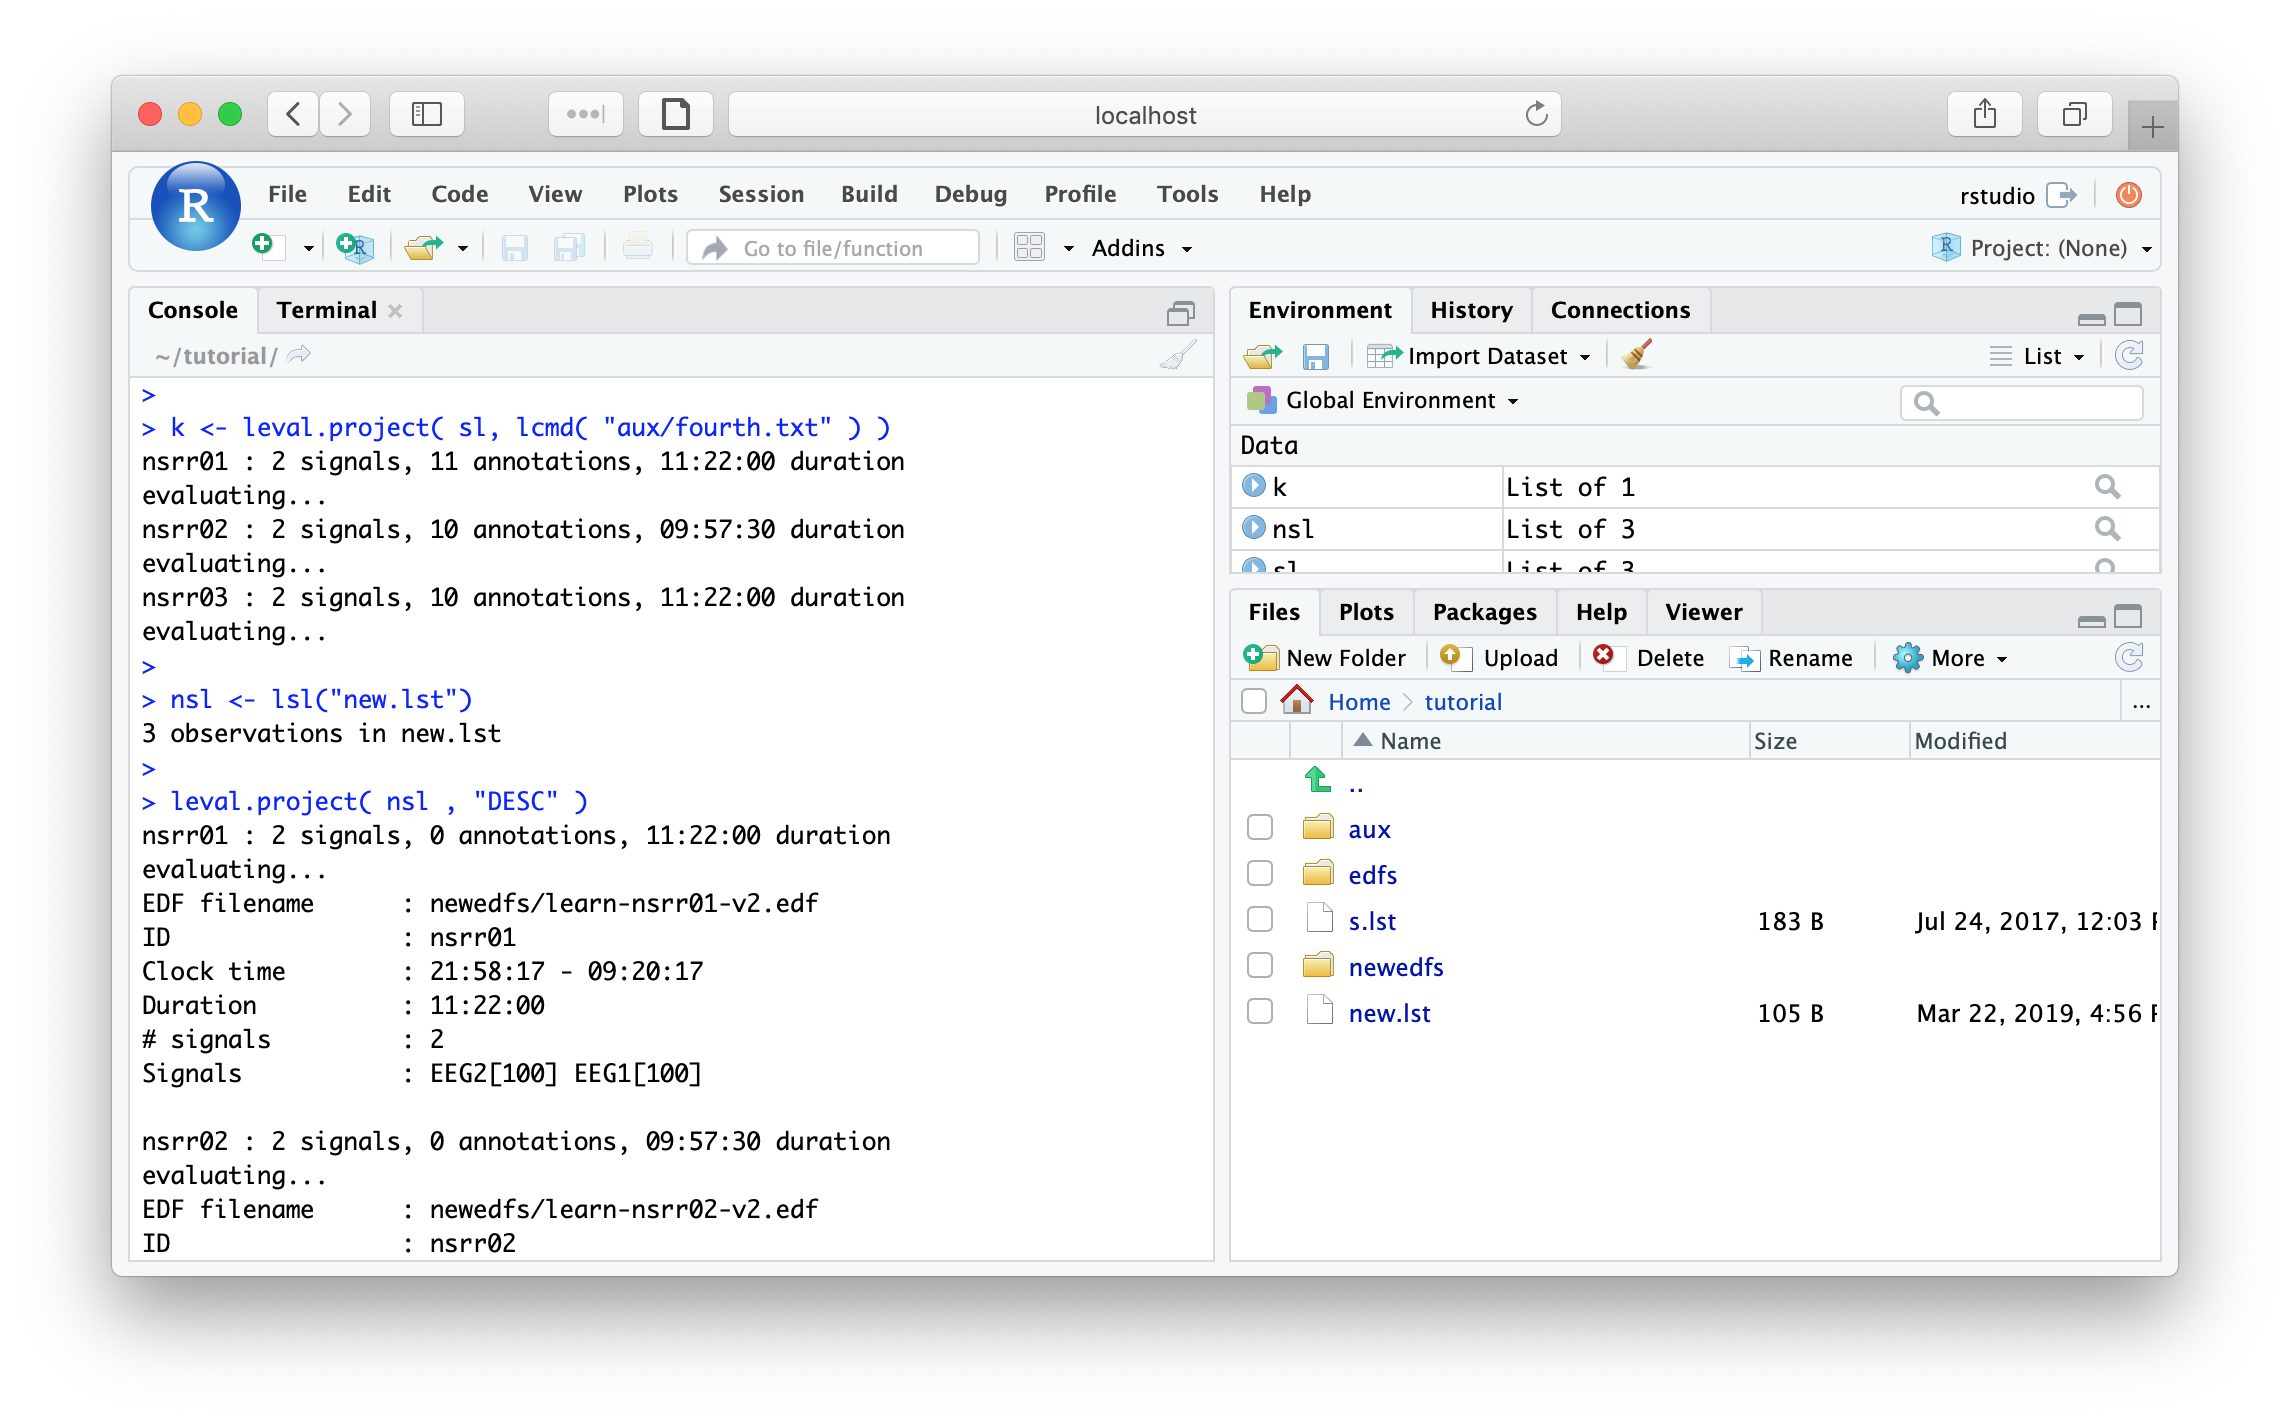 localhost
R
File Edit Code View Plots Session Build Debug Profile Tools Help
rstudio
Go to file/function
Addins
R Project: (None)
Console Terminal
~/tutorial/
>
> k <- leval.project( sl, lcmd( "aux/fourth.txt" ) )
nsrr01 : 2 signals, 11 annotations, 11:22:00 duration
evaluating...
nsrr02 : 2 signals, 10 annotations, 09:57:30 duration
evaluating...
nsrr03 : 2 signals, 10 annotations, 11:22:00 duration
evaluating...
>
> nsl <- lsl("new.lst")
3 observations in new.lst
>
> leval.project( nsl , "DESC" )
nsrr01 : 2 signals, 0 annotations, 11:22:00 duration
evaluating...
EDF filename : newedfs/learn-nsrr01-v2.edf
ID : nsrr01
Clock time : 21:58:17 - 09:20:17
Duration : 11:22:00
# signals : 2
Signals : EEG2[100] EEG1[100]
nsrr02 : 2 signals, 0 annotations, 09:57:30 duration
evaluating...
EDF filename : newedfs/learn-nsrr02-v2.edf
ID : nsrr02
Environment History Connections
Import Dataset
List
Global Environment
Data
k List of 1
nsl List of 3
sl List of 3
Files Plots Packages Help Viewer
New Folder Upload Delete Rename More
Home tutorial ...
Name Size Modified
..
aux
edfs
s.lst 183 B Jul 24, 2017, 12:03
newedfs
new.lst 105 B Mar 22, 2019, 4:56